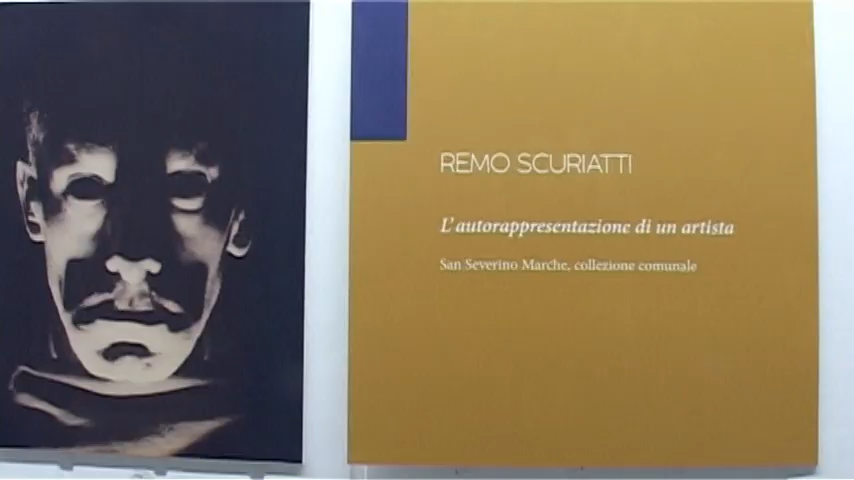 REMO SCURIATTI
L'autorappresentazione di un artista
San Severino Marche, collezione comunale